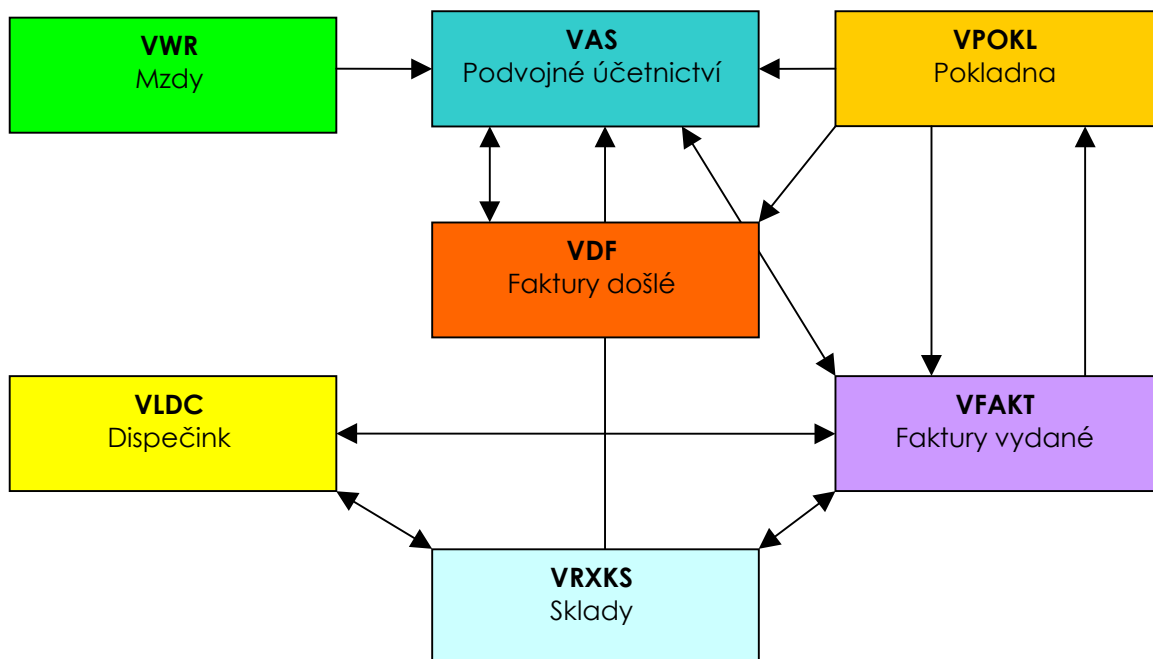 VWR
Mzdy
VAS
Podvojné účetnictví
VPOKL
Pokladna
VDF
Faktury došlé
VLDC
Dispečink
VFAKT
Faktury vydané
VRXKS
Sklady